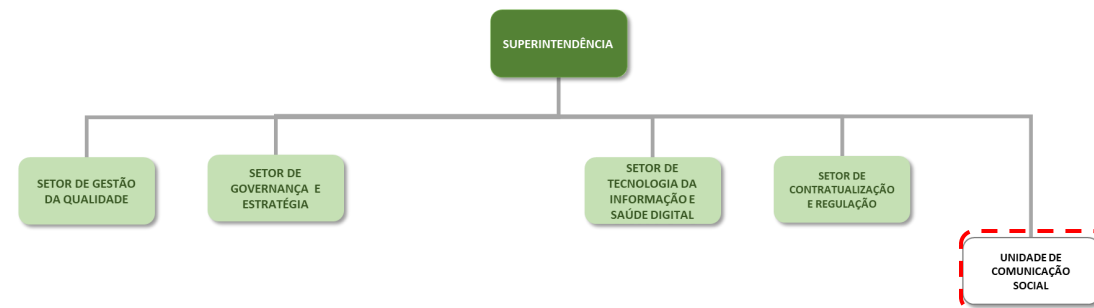 SUPERINTENDÊNCIA
SETOR DE GESTÃO
DA QUALIDADE
SETOR DE
GOVERNANÇA E
ESTRATÉGIA
SETOR DE
TECNOLOGIA DA
INFORMAÇÃO E
SAÚDE DIGITAL
SETOR DE
CONTRATUALIZAÇÃO
E REGULAÇÃO
UNIDADE DE
COMUNICAÇÃO
SOCIAL